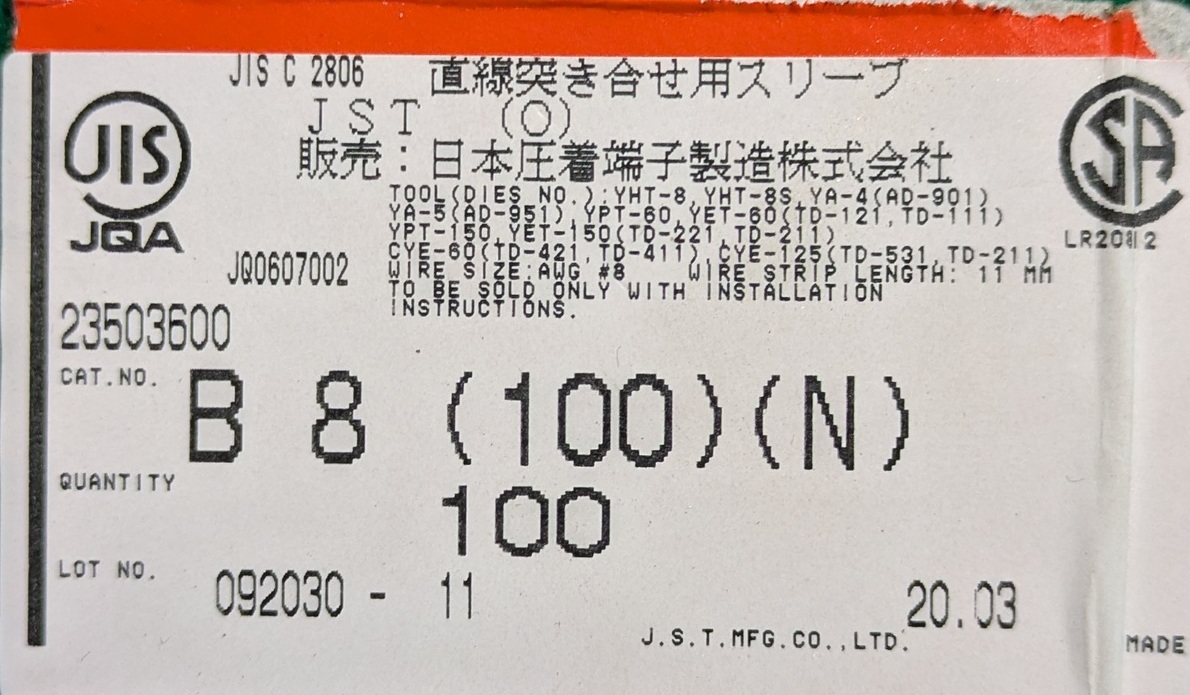 JIS C 2806 直線突き合せ用スリーブ
JST (O)
販売：日本圧着端子製造株式会社
JIS
JQA
JQ0607002
TOOL(DIES NO.):YHT-8,YHT-8S,YA-4(AD-901)
YA-5(AD-951),YPT-60,YET-60(TD-121,TD-111)
YPT-150,YET-150(TD-221,TD-211)
CYE-60(TD-421,TD-411),CYE-125(TD-531,TD-211)
WIRE SIZE:AWG #8 WIRE STRIP LENGTH: 11 MM
TO BE SOLD ONLY WITH INSTALLATION
INSTRUCTIONS.
SA
23503600
CAT.NO. B 8 (100)(N)
QUANTITY 100
LOT NO. 092030 - 11
20.03
J.S.T.MFG.CO.,LTD.
MADE